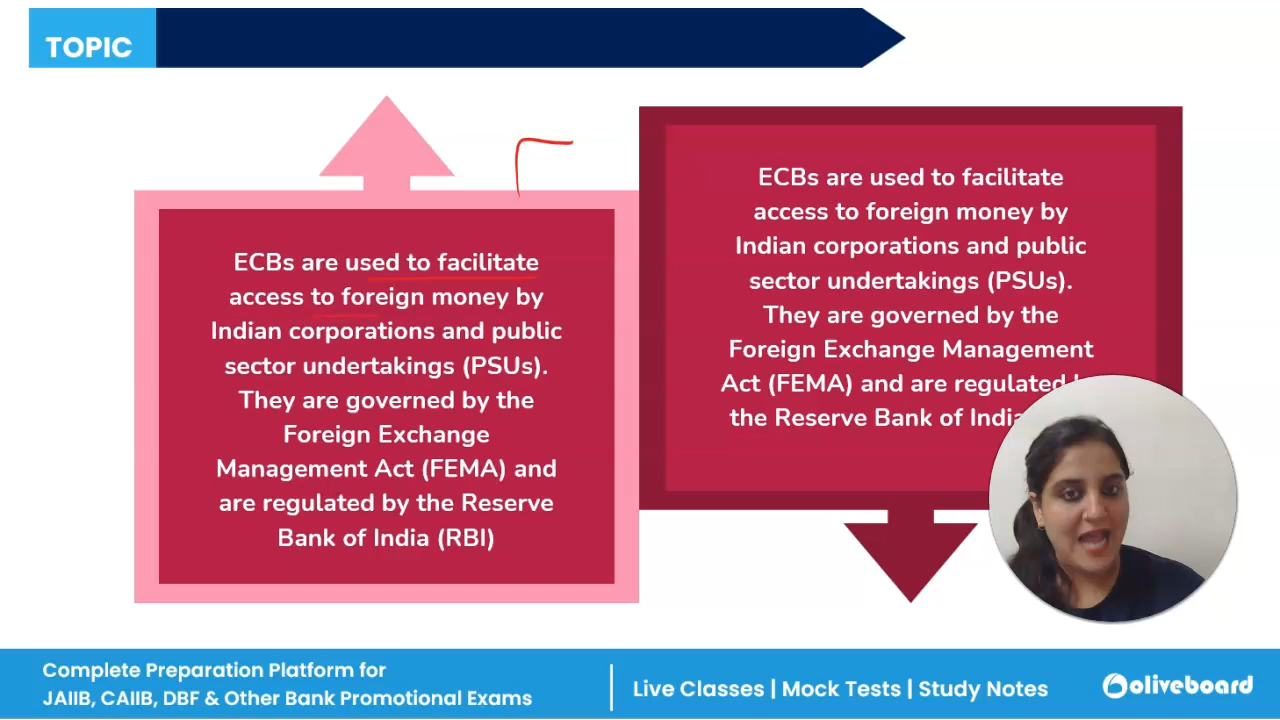 TOPIC
ECBs are used to facilitate
access to foreign money by
Indian corporations and public
sector undertakings (PSUs).
They are governed by the
Foreign Exchange
Management Act (FEMA) and
are regulated by the Reserve
Bank of India (RBI)
ECBs are used to facilitate
access to foreign money by
Indian corporations and public
sector undertakings (PSUs).
They are governed by the
Foreign Exchange Management
Act (FEMA) and are regulated
the Reserve Bank of India
Complete Preparation Platform for
JAIIB, CAIIB, DBF & Other Bank Promotional Exams
Live Classes | Mock Tests | Study Notes
oliveboard